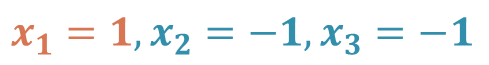 x₁ = 1, x₂ = −1, x₃ = −1